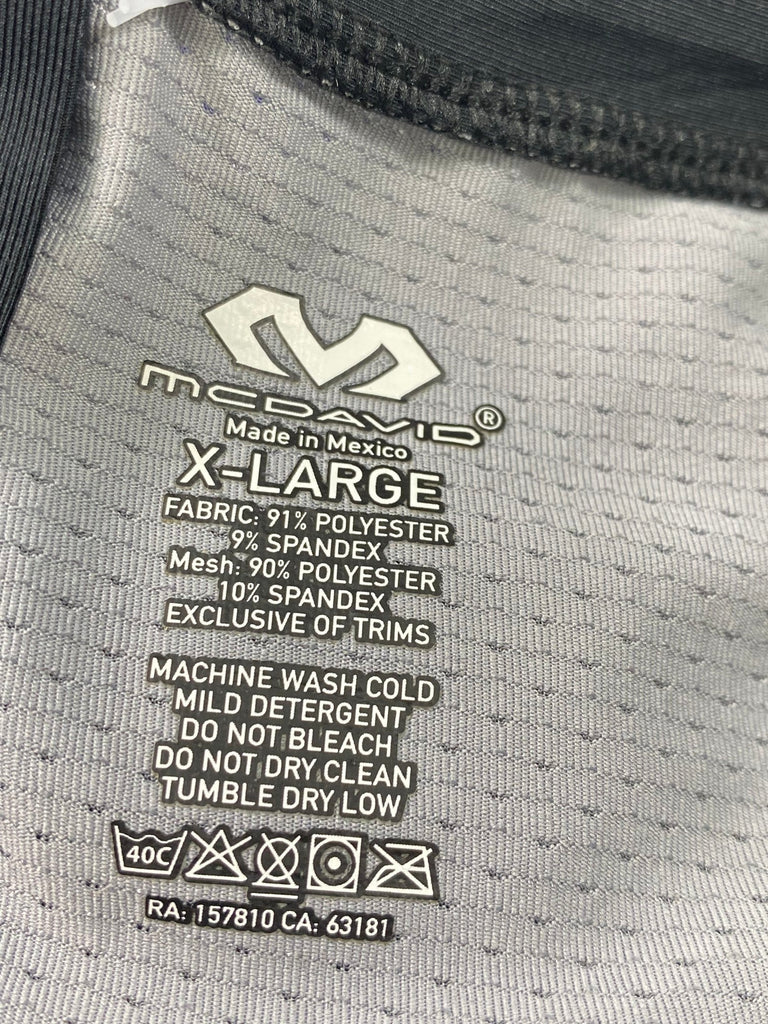 McDAVID®
Made in Mexico
X-LARGE
FABRIC: 91% POLYESTER
9% SPANDEX
Mesh: 90% POLYESTER
10% SPANDEX
EXCLUSIVE OF TRIMS
MACHINE WASH COLD
MILD DETERGENT
DO NOT BLEACH
DO NOT DRY CLEAN
TUMBLE DRY LOW
40C
RA: 157810 CA: 63181